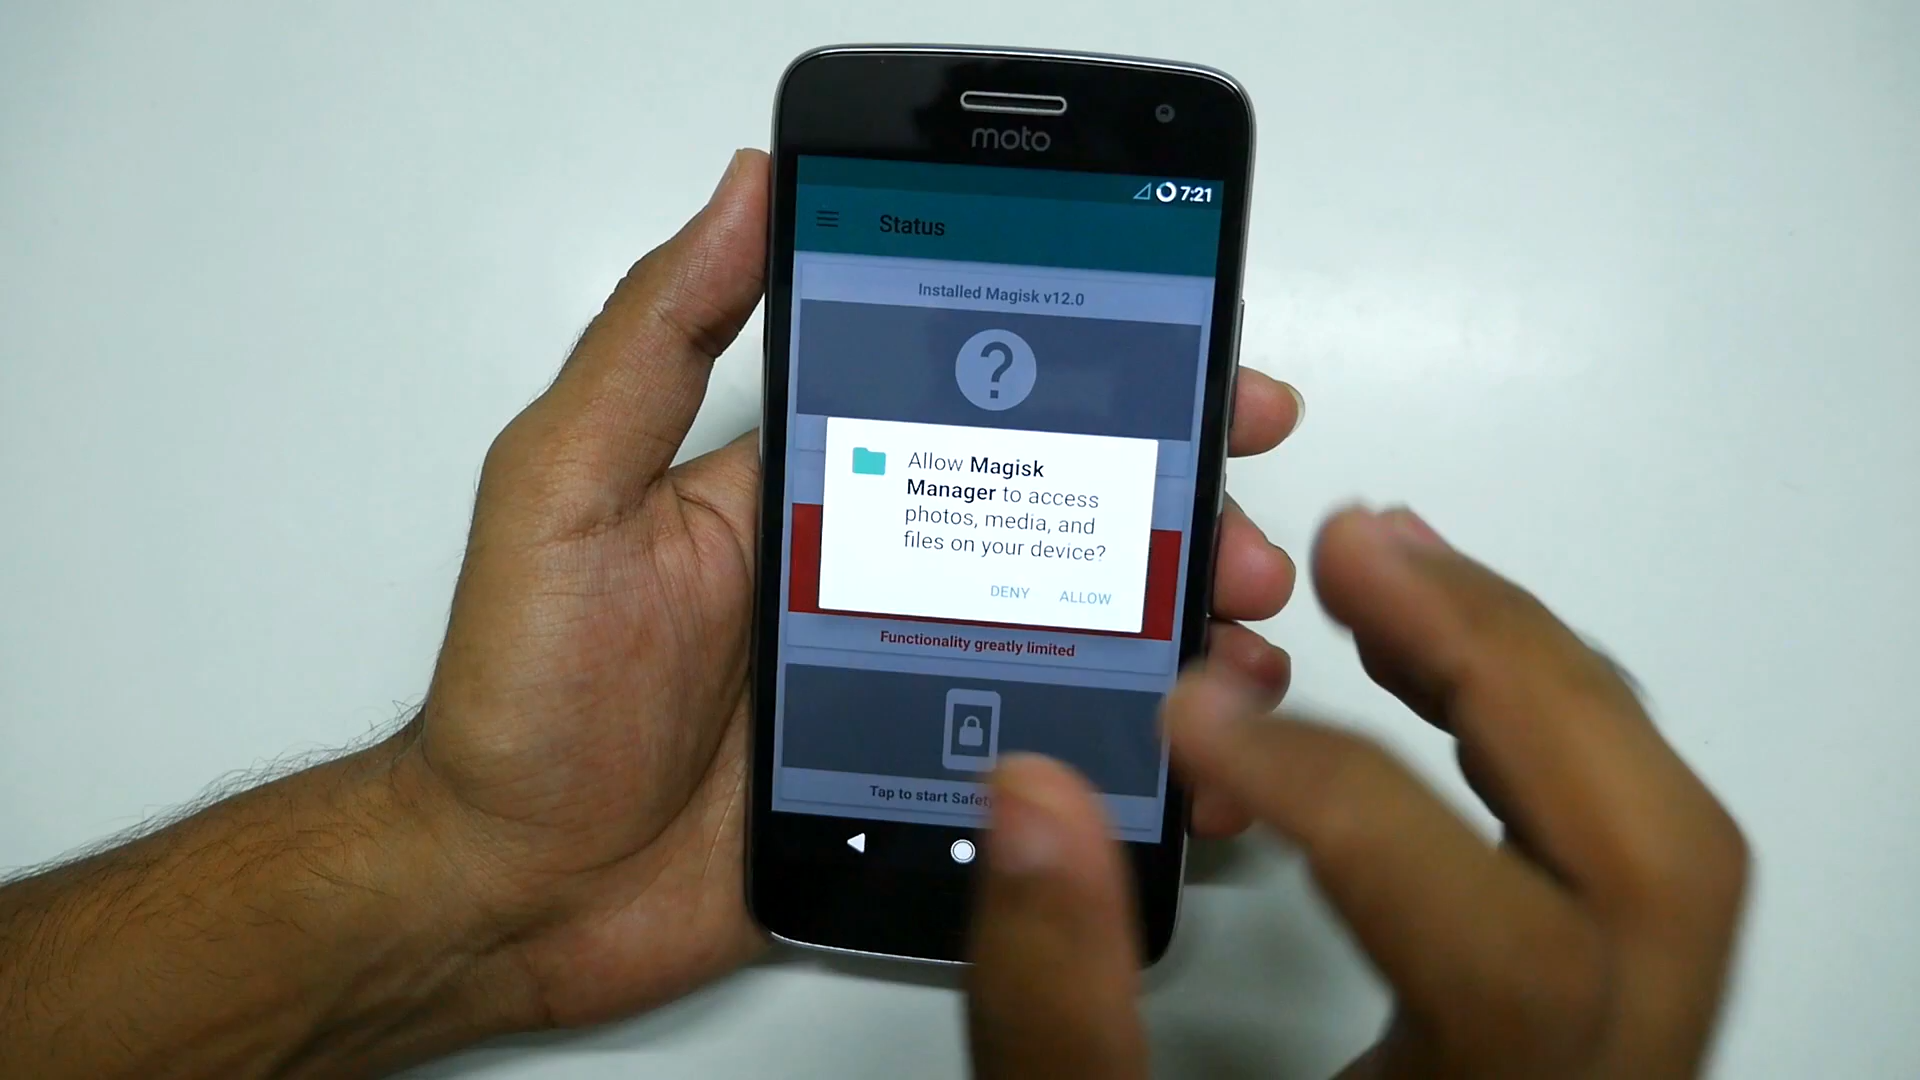 moto
7:21
Status
Installed Magisk v12.0
?
Allow Magisk
Manager to access
photos, media, and
files on your device?
DENY ALLOW
Functionality greatly limited
Tap to start